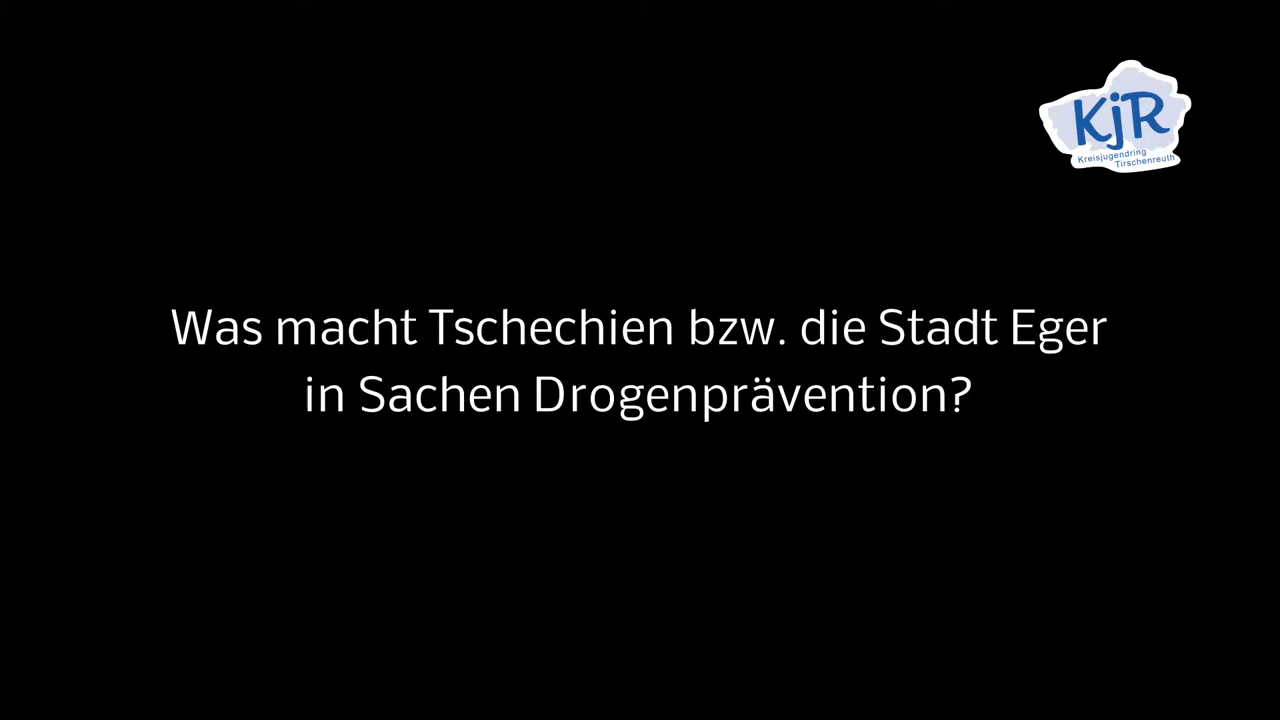 KjR
Kreisjugendring
Tirschenreuth
Was macht Tschechien bzw. die Stadt Eger
in Sachen Drogenprävention?